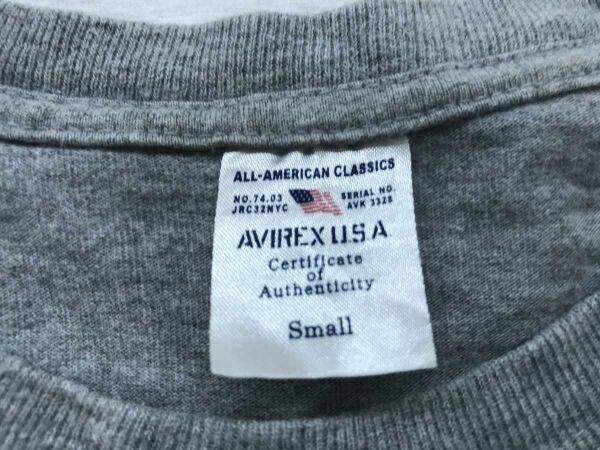 ALL-AMERICAN CLASSICS
NO.74.03 SERIAL NO.
JRC32NYC AVK 3328
AVIREX U.S.A
Certificate
of
Authenticity
Small